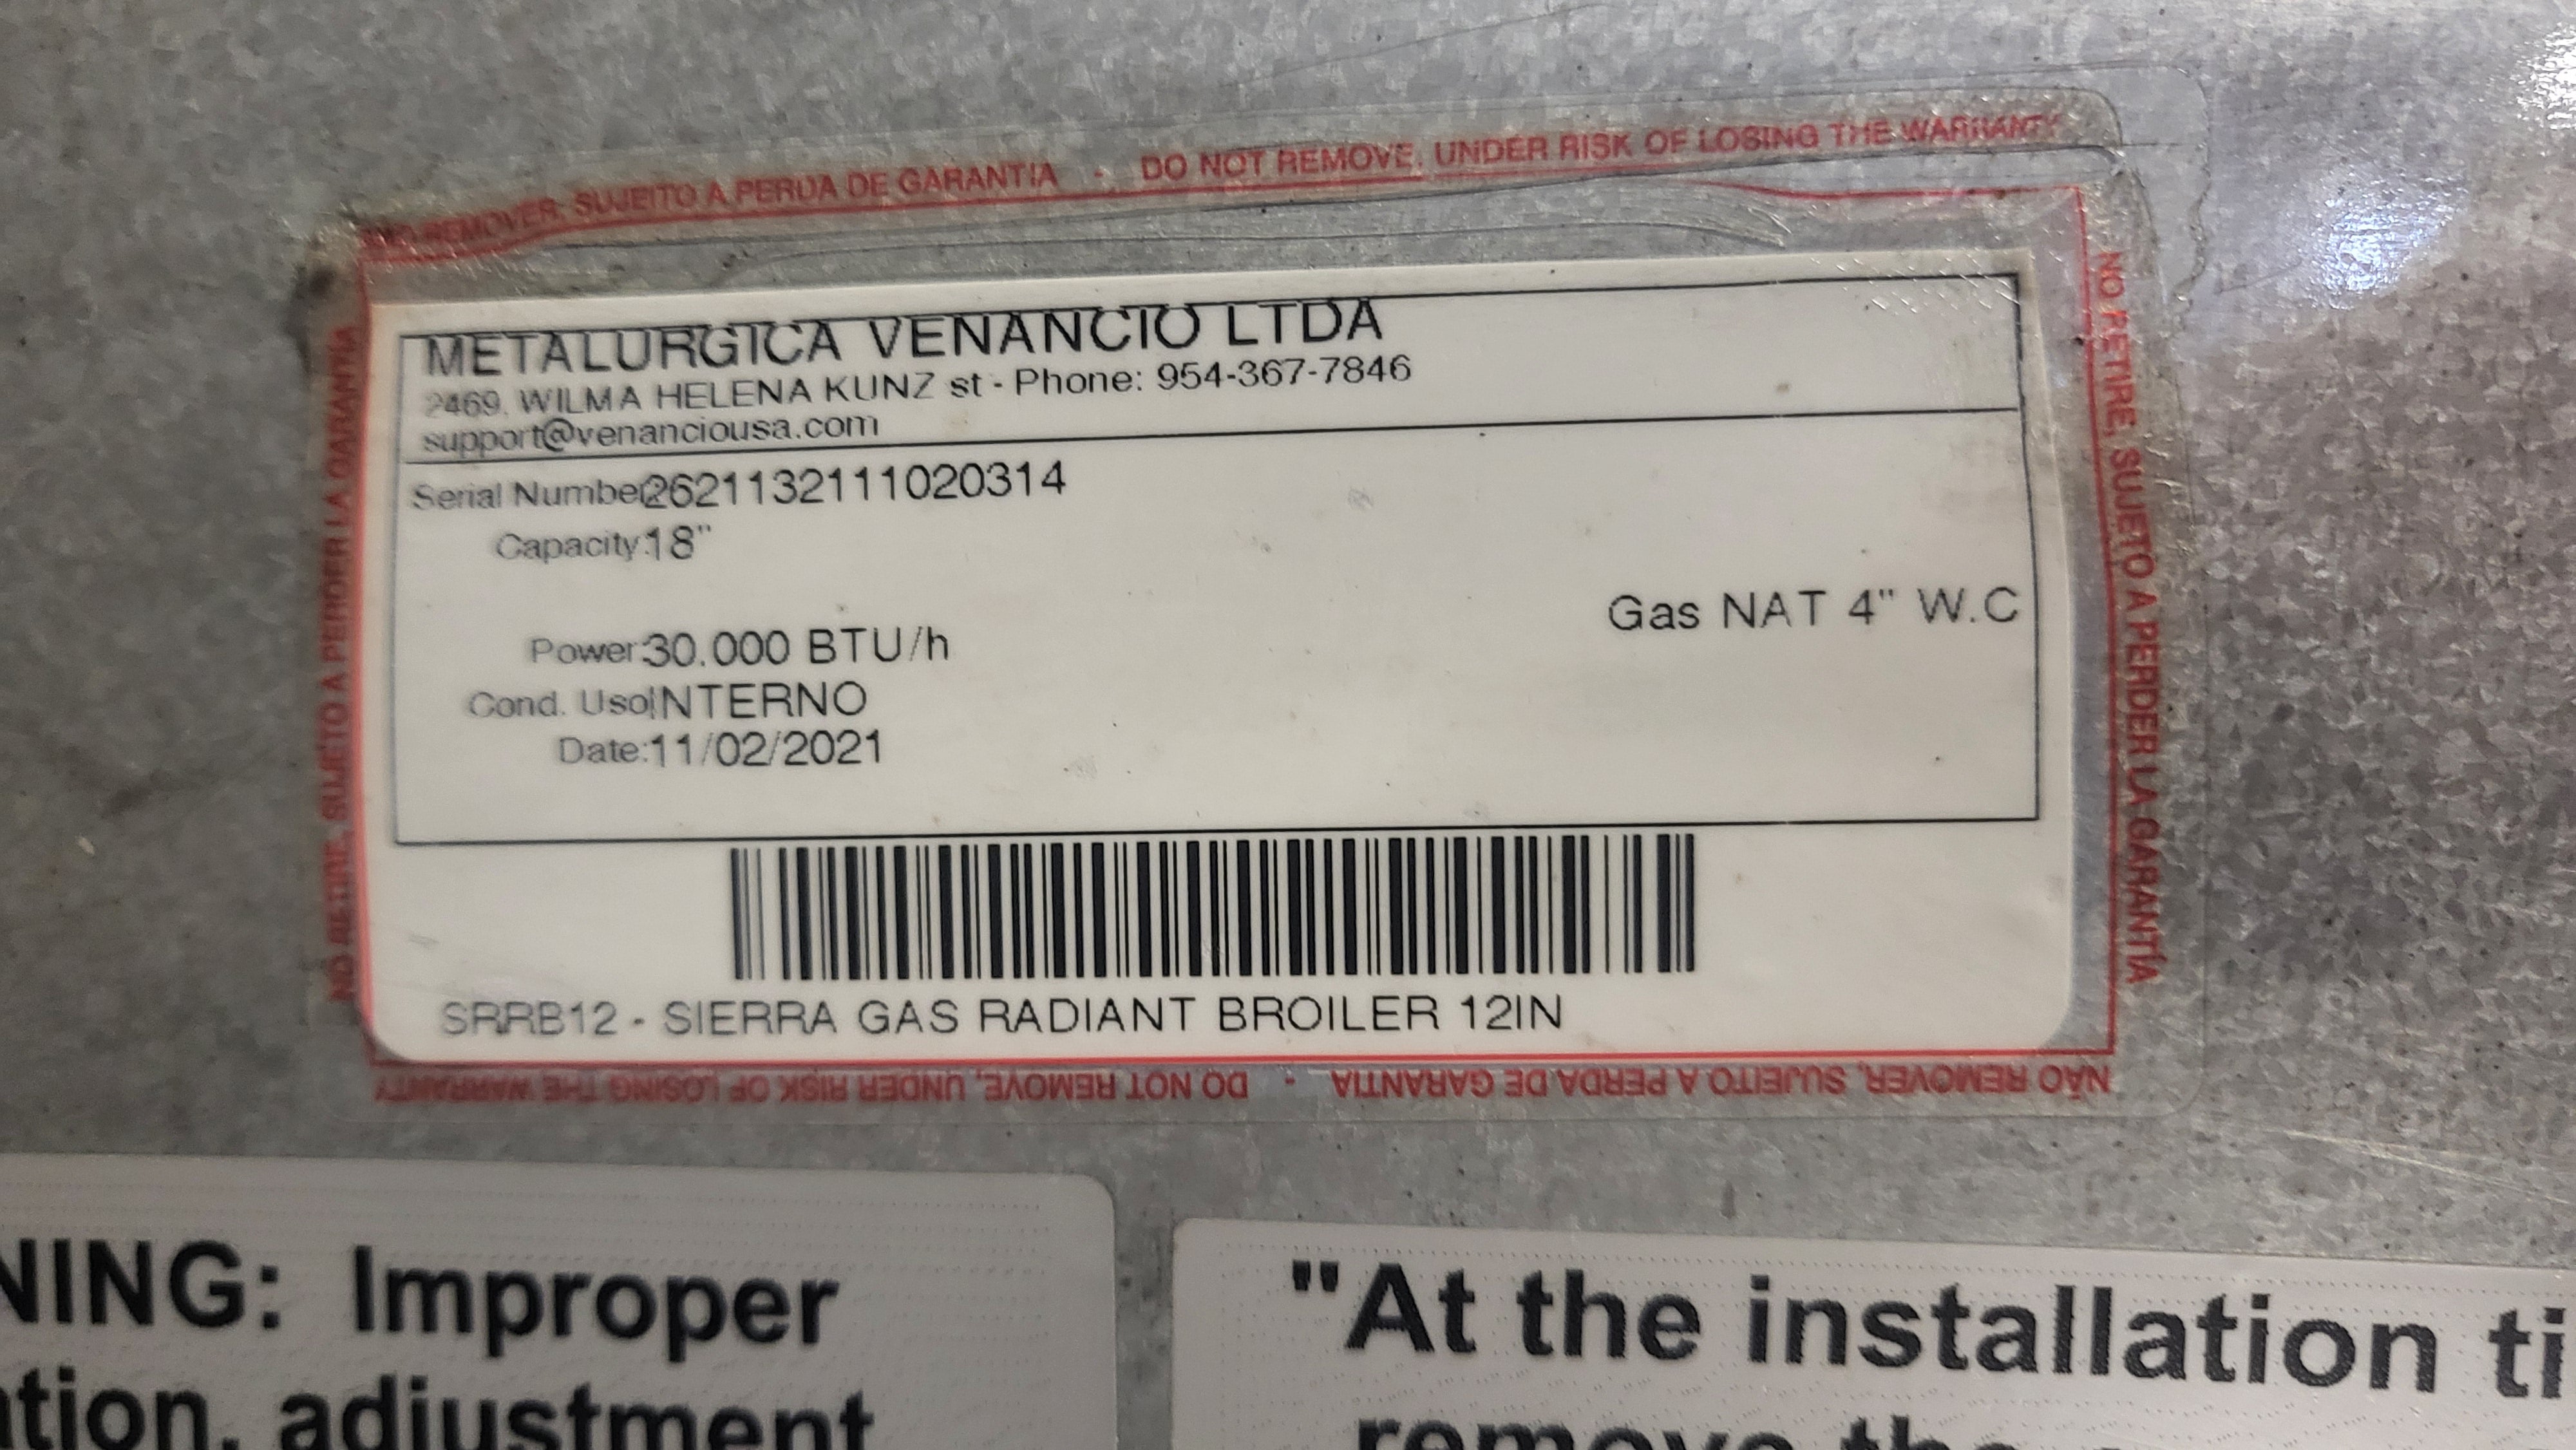 REMOVER, SUJEITO A PERDA DE GARANTIA - DO NOT REMOVE, UNDER RISK OF LOSING THE WARRANTY
NO RETIRE, SUJETO A PERDER LA GARANTIA
METALURGICA VENANCIO LTDA
2469, WILMA HELENA KUNZ st - Phone: 954-367-7846
support@venanciousa.com
Serial Number2621132111020314
Capacity:18"
Power:30.000 BTU/h
Gas NAT 4" W.C
Cond. Uso:INTERNO
Date:11/02/2021
SRRB12 - SIERRA GAS RADIANT BROILER 12IN
NO RETIRE, SUJETO A PERDER LA GARANTÍA
NÃO REMOVER, SUJEITO A PERDA DE GARANTIA - DO NOT REMOVE, UNDER RISK OF LOSING THE WARRANTY
NING: Improper
tion, adjustment
"At the installation ti
remove the